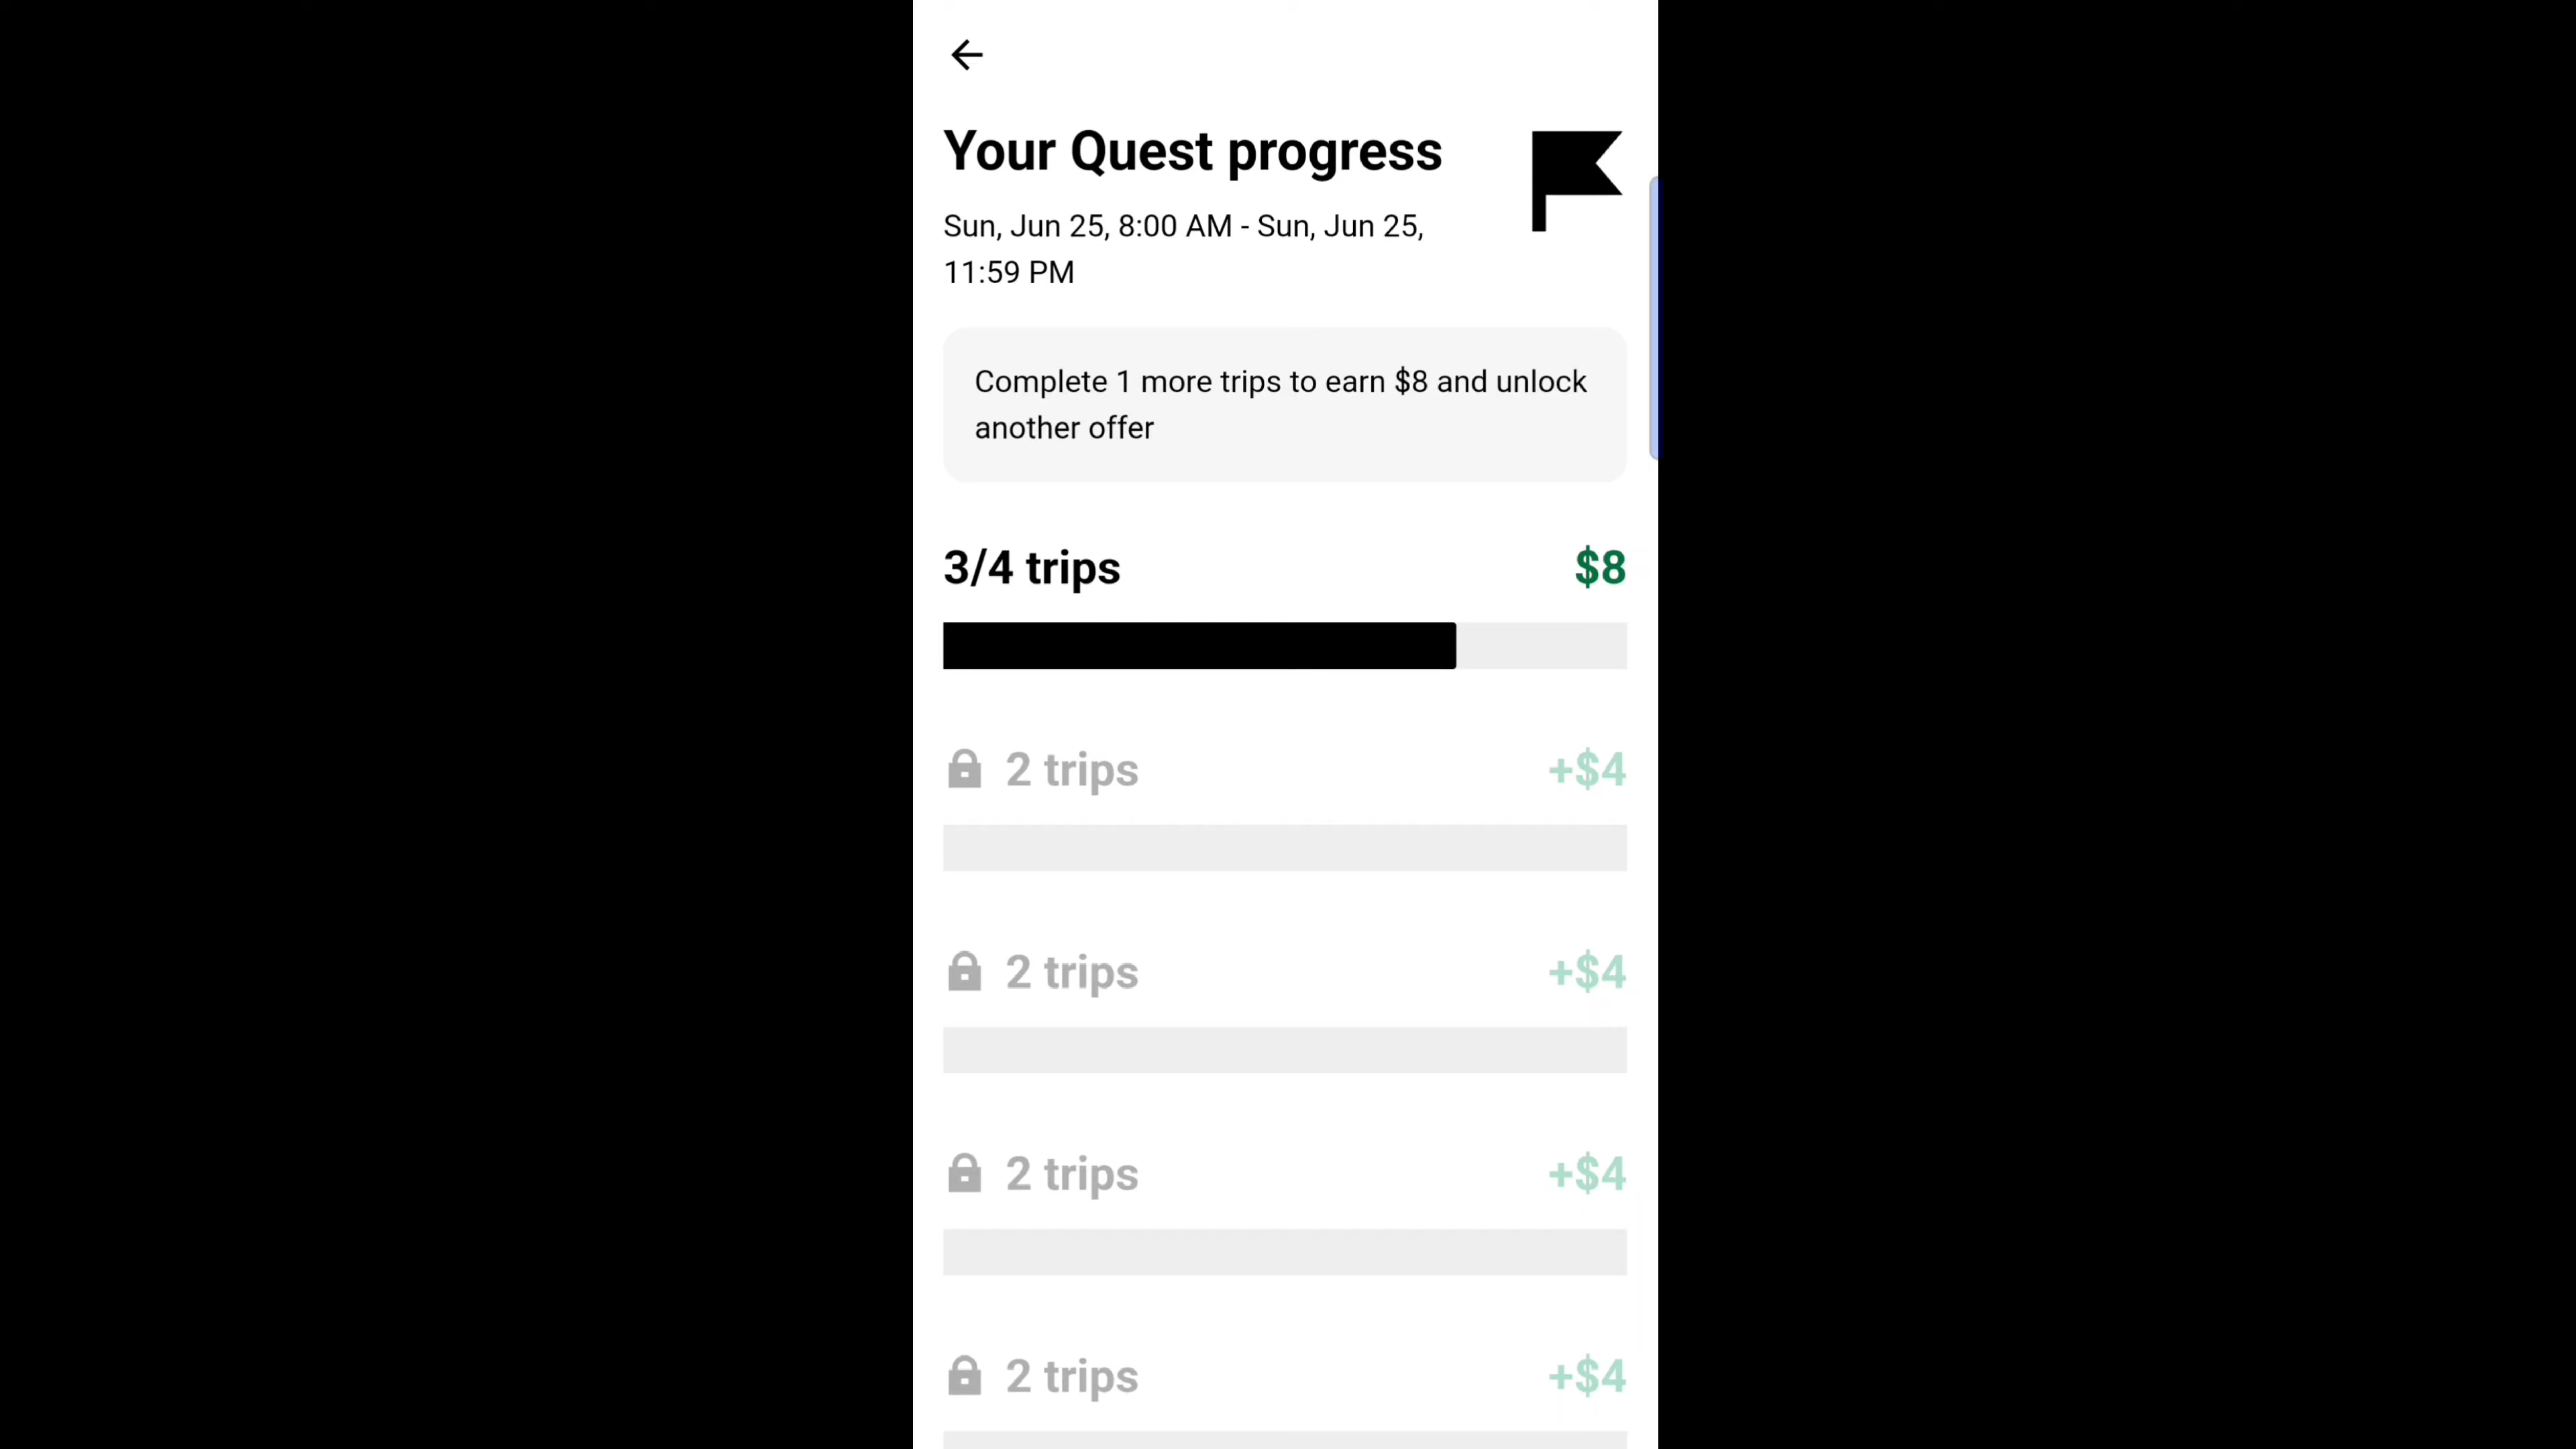 Your Quest progress
Sun, Jun 25, 8:00 AM - Sun, Jun 25,
11:59 PM
Complete 1 more trips to earn $8 and unlock
another offer
3/4 trips $8
2 trips +$4
2 trips +$4
2 trips +$4
2 trips +$4